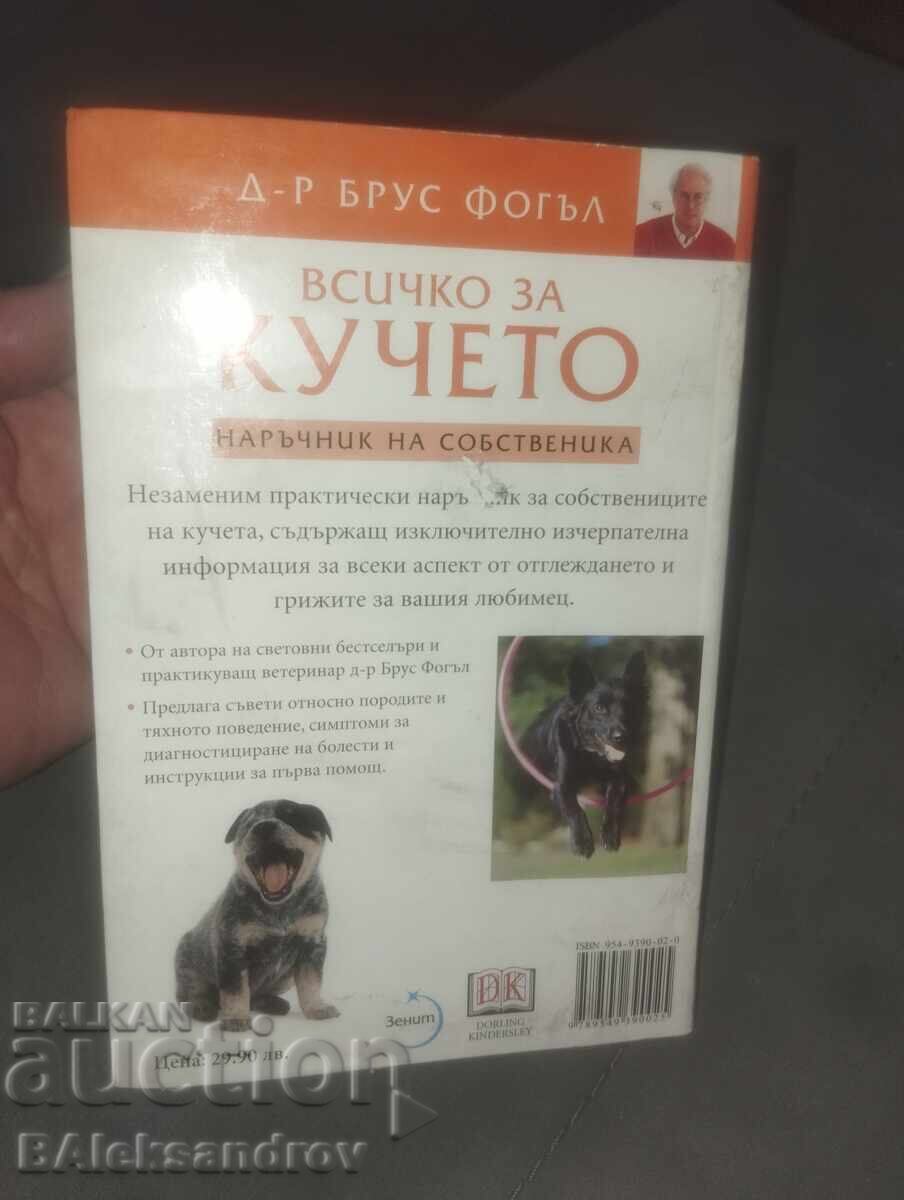 Д-Р БРУС ФОГЪЛ
ВСИЧКО ЗА
КУЧЕТО
НАРЪЧНИК НА СОБСТВЕНИКА
Незаменим практически наръ ик за собствениците
на кучета, съдържащ изключително изчерпателна
информация за всеки аспект от отглеждането и
грижите за вашия любимец.
• От автора на световни бестселъри и
практикуващ ветеринар д-р Брус Фогъл
• Предлага съвети относно породите и
тяхното поведение, симптоми за
диагностициране на болести и
инструкции за първа помощ.
ISBN 954-9390-02-0
Зенит
DK
DORLING
KINDERSLEY
Цена: 29.90 лв.
BALKAN
auction
BAleksandrov